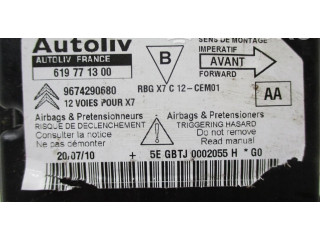 Autoliv
AUTOLIV FRANCE
619 77 13 00
B
SENS DE MONTAGE
IMPERATIF
AVANT
FORWARD
9674290680
12 VOIES POUR X7
RBG X7 C 12-CEM01
AA
Airbags & Pretensionneurs
RISQUE DE DECLENCHEMENT
Consulter la notice
Ne pas démonter
Airbags & Pretensioners
TRIGGERING HAZARD
Do not remove
Read manual
20/07/10 + 5E GBTJ 0002055 H * G0